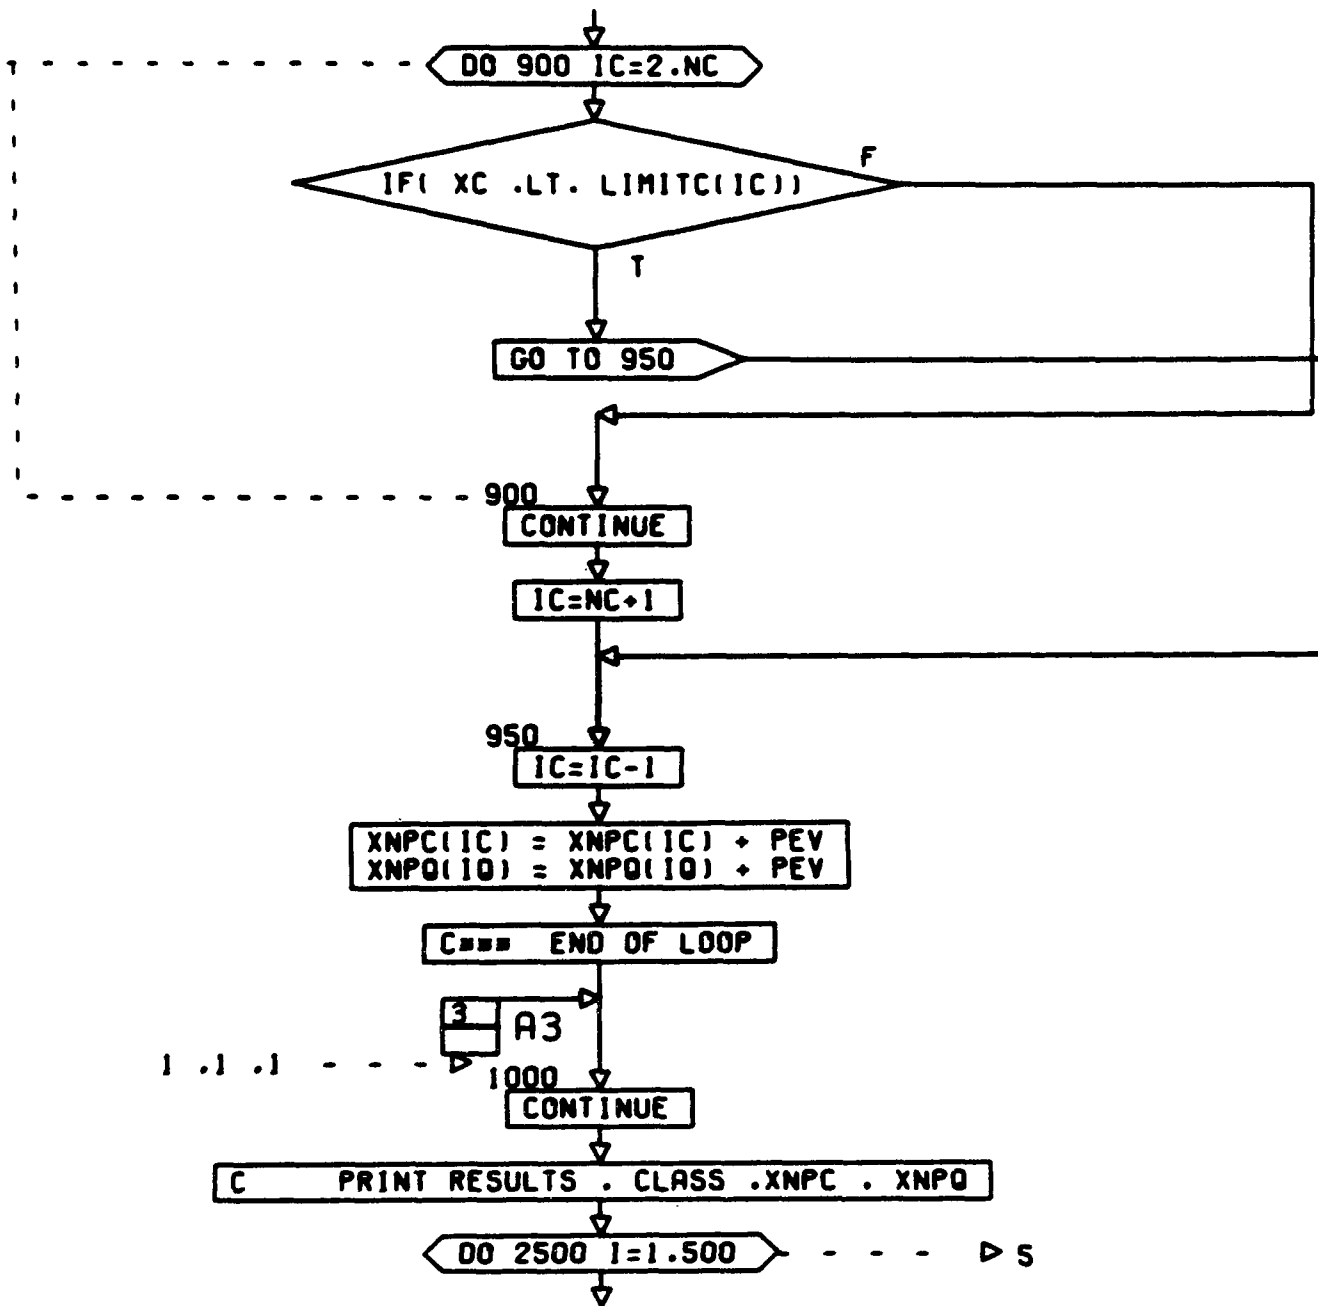 DO 900 IC=2.NC
IF( XC .LT. LIMITC(IC))
F
T
GO TO 950
900
CONTINUE
IC=NC+1
950
IC=IC-1
XNPC(IC) = XNPC(IC) + PEV
XNPQ(IQ) = XNPQ(IQ) + PEV
C*** END OF LOOP
3
A3
1 .1 .1
1000
CONTINUE
C PRINT RESULTS . CLASS .XNPC . XNPQ
DO 2500 I=1.500
5